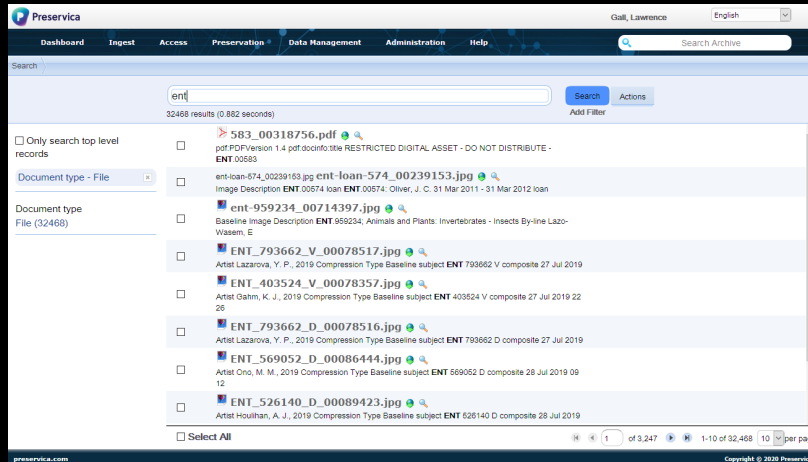 Preservica
Gall, Lawrence
English
Dashboard Ingest Access Preservation Data Management Administration Help
Search Archive
Search
ent
Search
Actions
32468 results (0.882 seconds)
Add Filter
Only search top level
records
Document type - File
Document type
File (32468)
583_00318756.pdf
pdf:PDFVersion 1.4 pdf:docinfo:title RESTRICTED DIGITAL ASSET - DO NOT DISTRIBUTE -
ENT.00583
ent-loan-574_00239153.jpg ent-loan-574_00239153.jpg
Image Description ENT.00574 loan ENT.00574: Oliver, J. C. 31 Mar 2011 - 31 Mar 2012 loan
ent-959234_00714397.jpg
Baseline Image Description ENT.959234; Animals and Plants: Invertebrates - Insects By-line Lazo-
Wasem, E
ENT_793662_V_00078517.jpg
Artist Lazarova, Y. P., 2019 Compression Type Baseline subject ENT 793662 V composite 27 Jul 2019
ENT_403524_V_00078357.jpg
Artist Gahm, K. J., 2019 Compression Type Baseline subject ENT 403524 V composite 27 Jul 2019 22
26
ENT_793662_D_00078516.jpg
Artist Lazarova, Y. P., 2019 Compression Type Baseline subject ENT 793662 D composite 27 Jul 2019
ENT_569052_D_00086444.jpg
Artist Ono, M. M., 2019 Compression Type Baseline subject ENT 569052 D composite 28 Jul 2019 09
12
ENT_526140_D_00089423.jpg
Artist Houlihan, A. J., 2019 Compression Type Baseline subject ENT 526140 D composite 28 Jul 2019
Select All
1 of 3,247 1-10 of 32,468 10 per pag
preservica.com
Copyright © 2020 Preservic